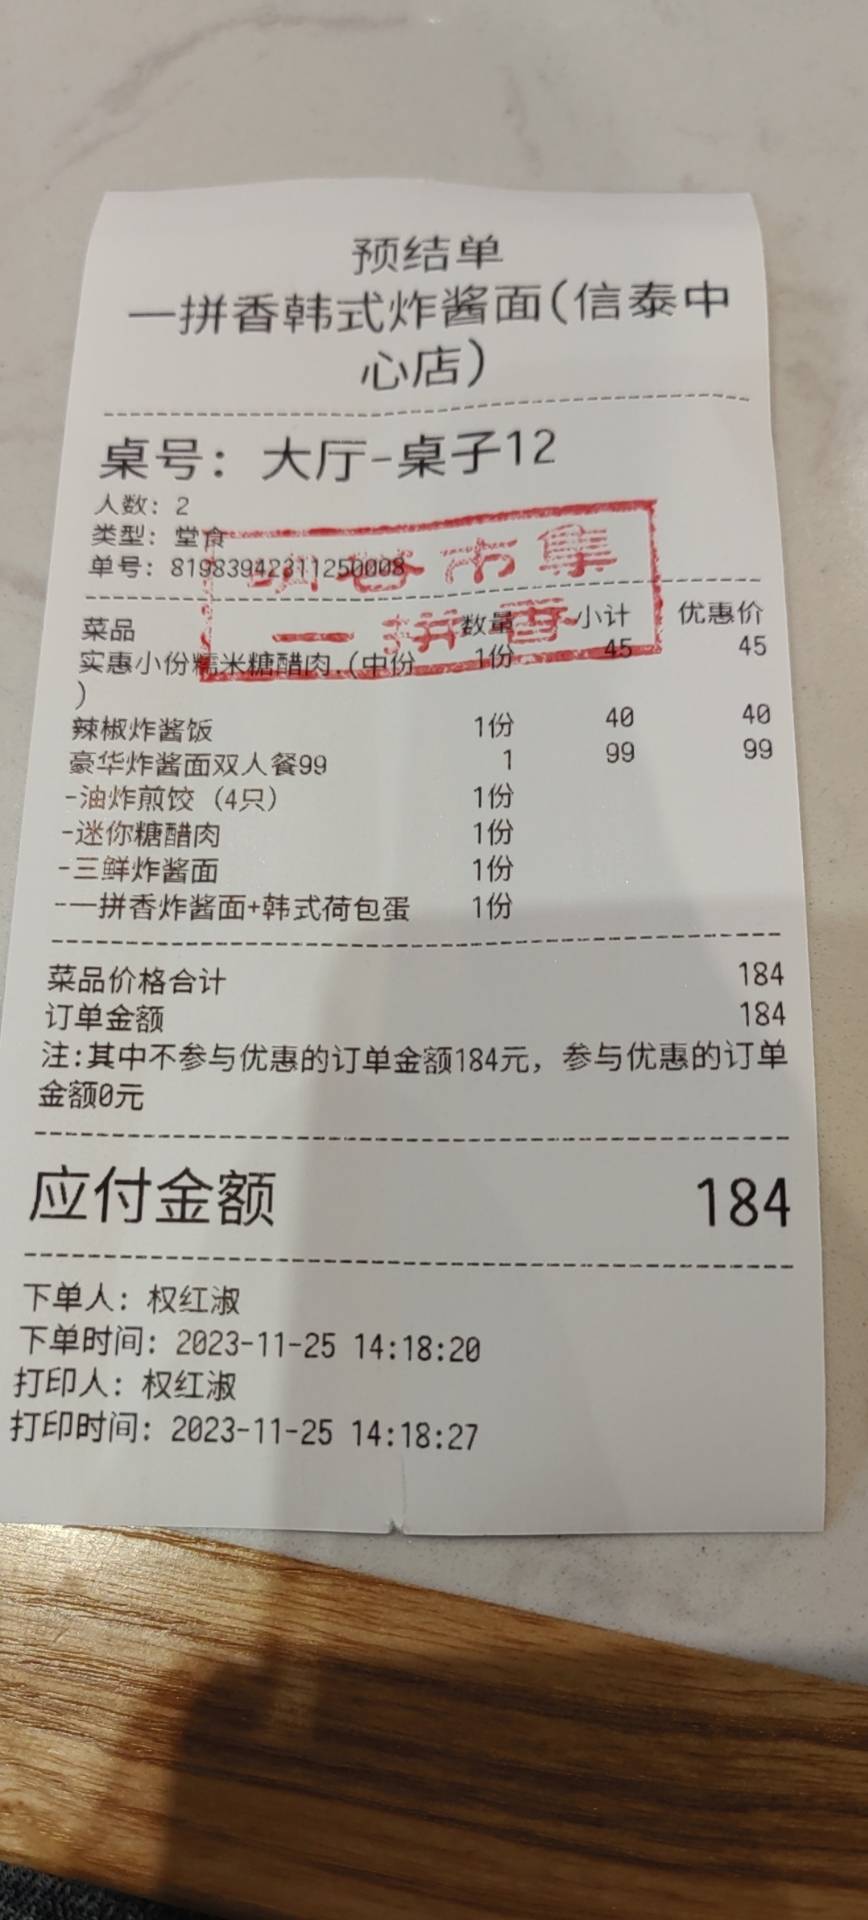 预结单
一拼香韩式炸酱面(信泰中
心店)
桌号: 大厅-桌子12
人数: 2
类型: 堂食
单号: 81983942311250008
市集
一拼香
菜品 数量 小计 优惠价
实惠小份糯米糖醋肉.(中份 1份 45 45
)
辣椒炸酱饭 1份 40 40
豪华炸酱面双人餐99 1 99 99
-油炸煎饺 (4只) 1份
-迷你糖醋肉 1份
-三鲜炸酱面 1份
-一拼香炸酱面+韩式荷包蛋 1份
菜品价格合计 184
订单金额 184
注:其中不参与优惠的订单金额184元, 参与优惠的订单
金额0元
应付金额 184
下单人: 权红淑
下单时间: 2023-11-25 14:18:20
打印人: 权红淑
打印时间: 2023-11-25 14:18:27